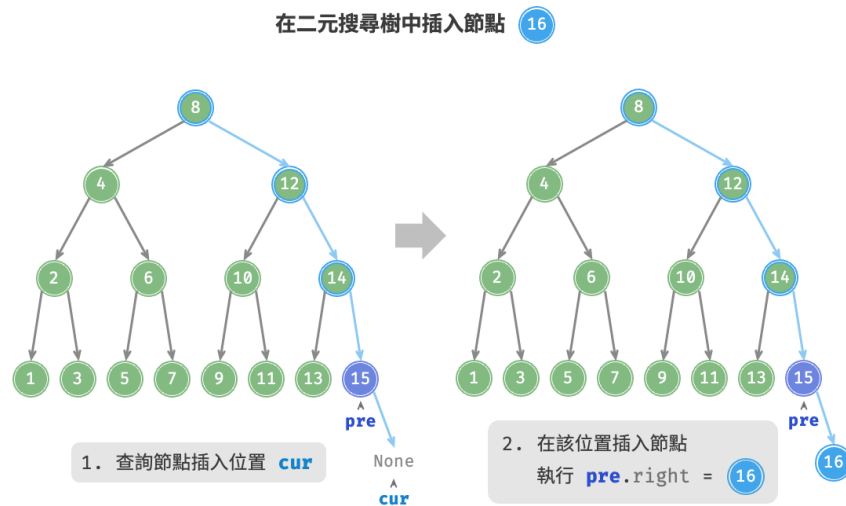 在二元搜尋樹中插入節點 16
8
8
4 12
4 12
2 6 10 14
2 6 10 14
1 3 5 7 9 11 13 15
1 3 5 7 9 11 13 15
pre
pre
None
cur
16
1. 查詢節點插入位置 cur
2. 在該位置插入節點
執行 pre.right = 16